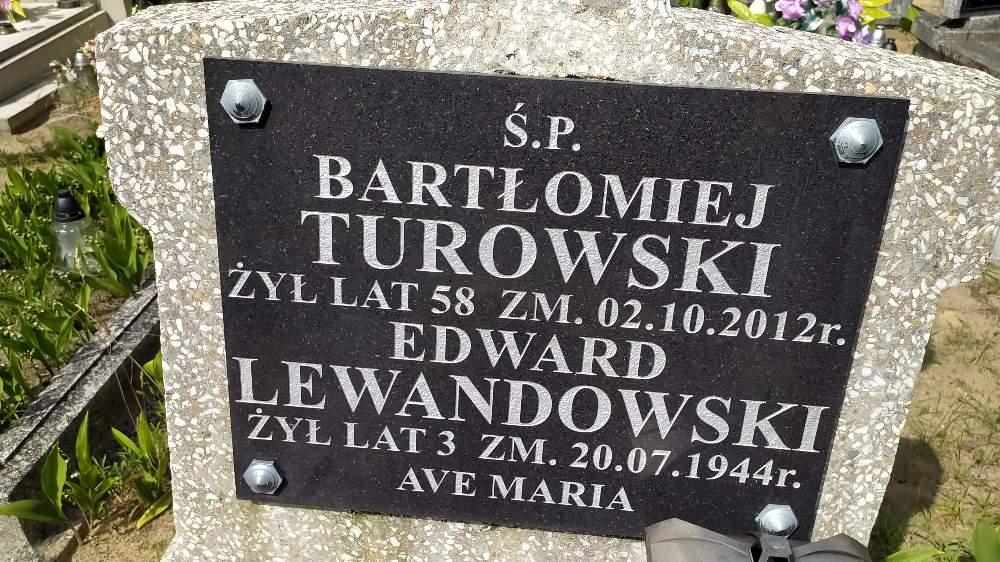 Ś.P.
BARTŁOMIEJ
TUROWSKI
ŻYŁ LAT 58 ZM. 02.10.2012r.
EDWARD
LEWANDOWSKI
ŻYŁ LAT 3 ZM. 20.07.1944r.
AVE MARIA